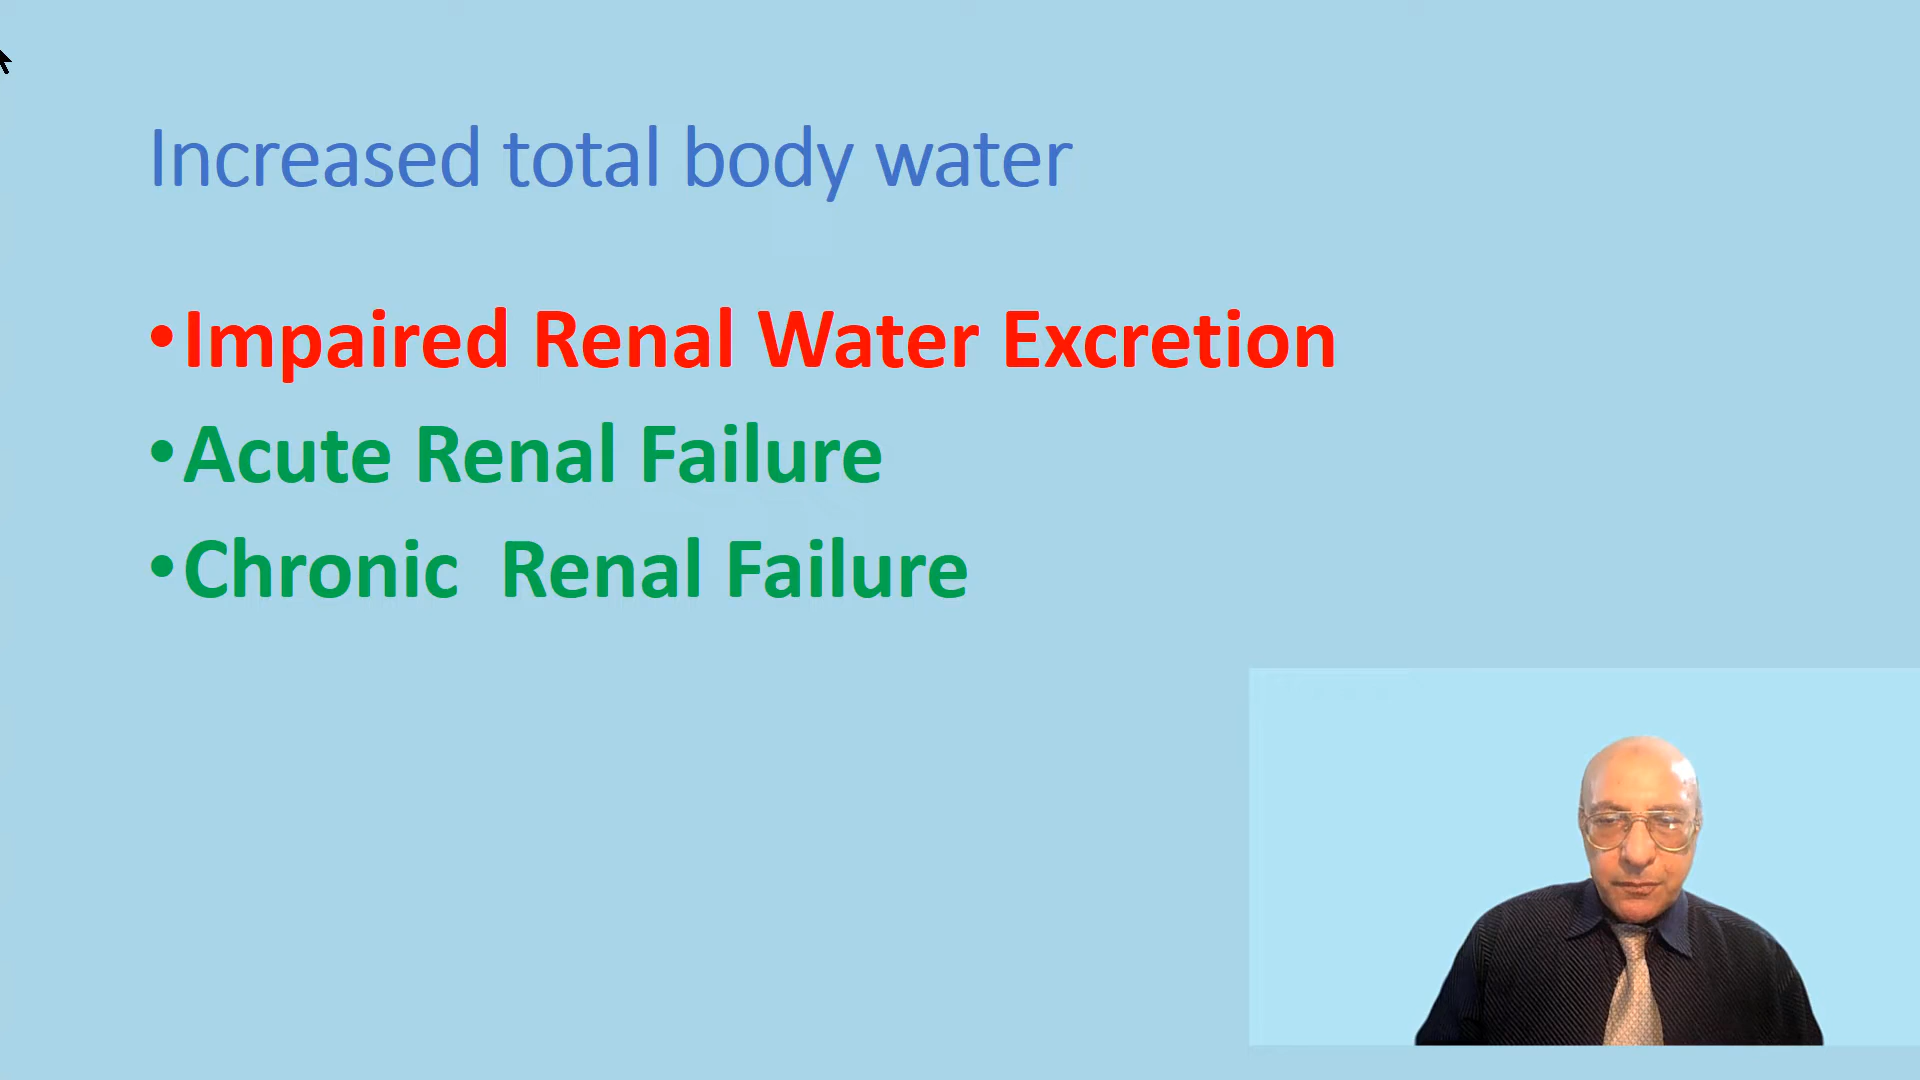 Increased total body water
•Impaired Renal Water Excretion
•Acute Renal Failure
•Chronic  Renal Failure